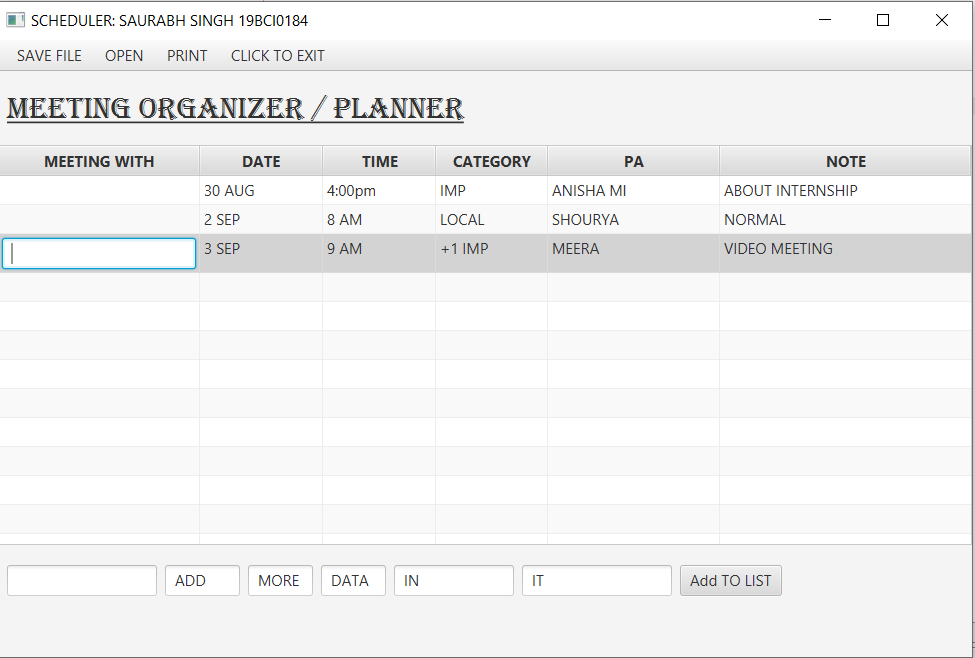 SCHEDULER: SAURABH SINGH 19BCI0184
SAVE FILE OPEN PRINT CLICK TO EXIT
MEETING ORGANIZER / PLANNER
MEETING WITH DATE TIME CATEGORY PA NOTE
30 AUG 4:00pm IMP ANISHA MI ABOUT INTERNSHIP
2 SEP 8 AM LOCAL SHOURYA NORMAL
3 SEP 9 AM +1 IMP MEERA VIDEO MEETING
ADD MORE DATA IN IT Add TO LIST